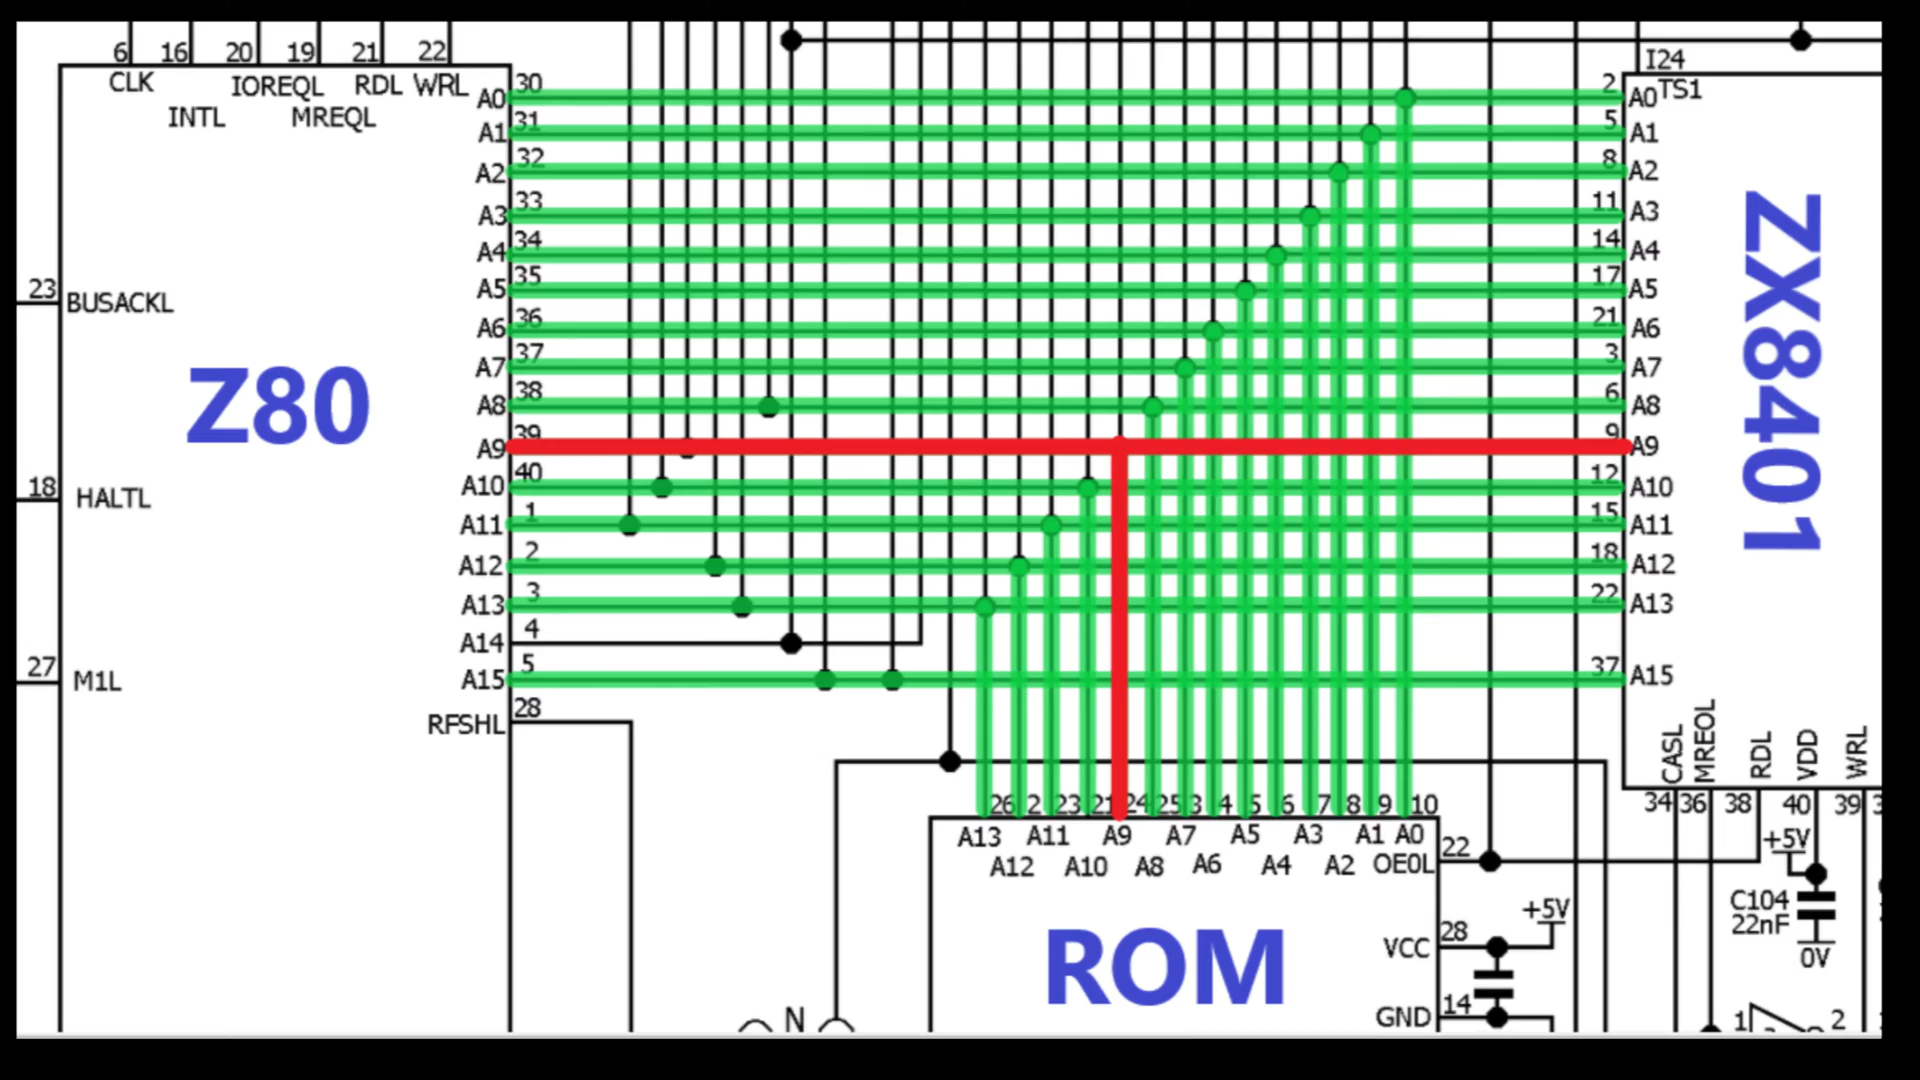 6 16 20 19 21 22
CLK IOREQL RDL WRL
INTL MREQL
I24
TS1
A0 30 2 A0
A1 31 5 A1
A2 32 8 A2
A3 33 11 A3
A4 34 14 A4
A5 35 17 A5
A6 36 21 A6
A7 37 3 A7
A8 38 6 A8
A9 39 9 A9
A10 40 12 A10
A11 1 15 A11
A12 2 18 A12
A13 3 22 A13
A14 4
A15 5 37 A15
RFSHL 28
23 BUSACKL
Z80
18 HALTL
27 M1L
ZX8401
CASL MREOL RDL VDD WRL
34 36 38 40 39
26 2 23 21 24 25 3 4 5 6 7 8 9 10
A13 A11 A9 A7 A5 A3 A1 A0
A12 A10 A8 A6 A4 A2 OE0L 22
+5V
C104
22nF
0V
+5V
VCC 28
ROM
GND 14
N
1 2